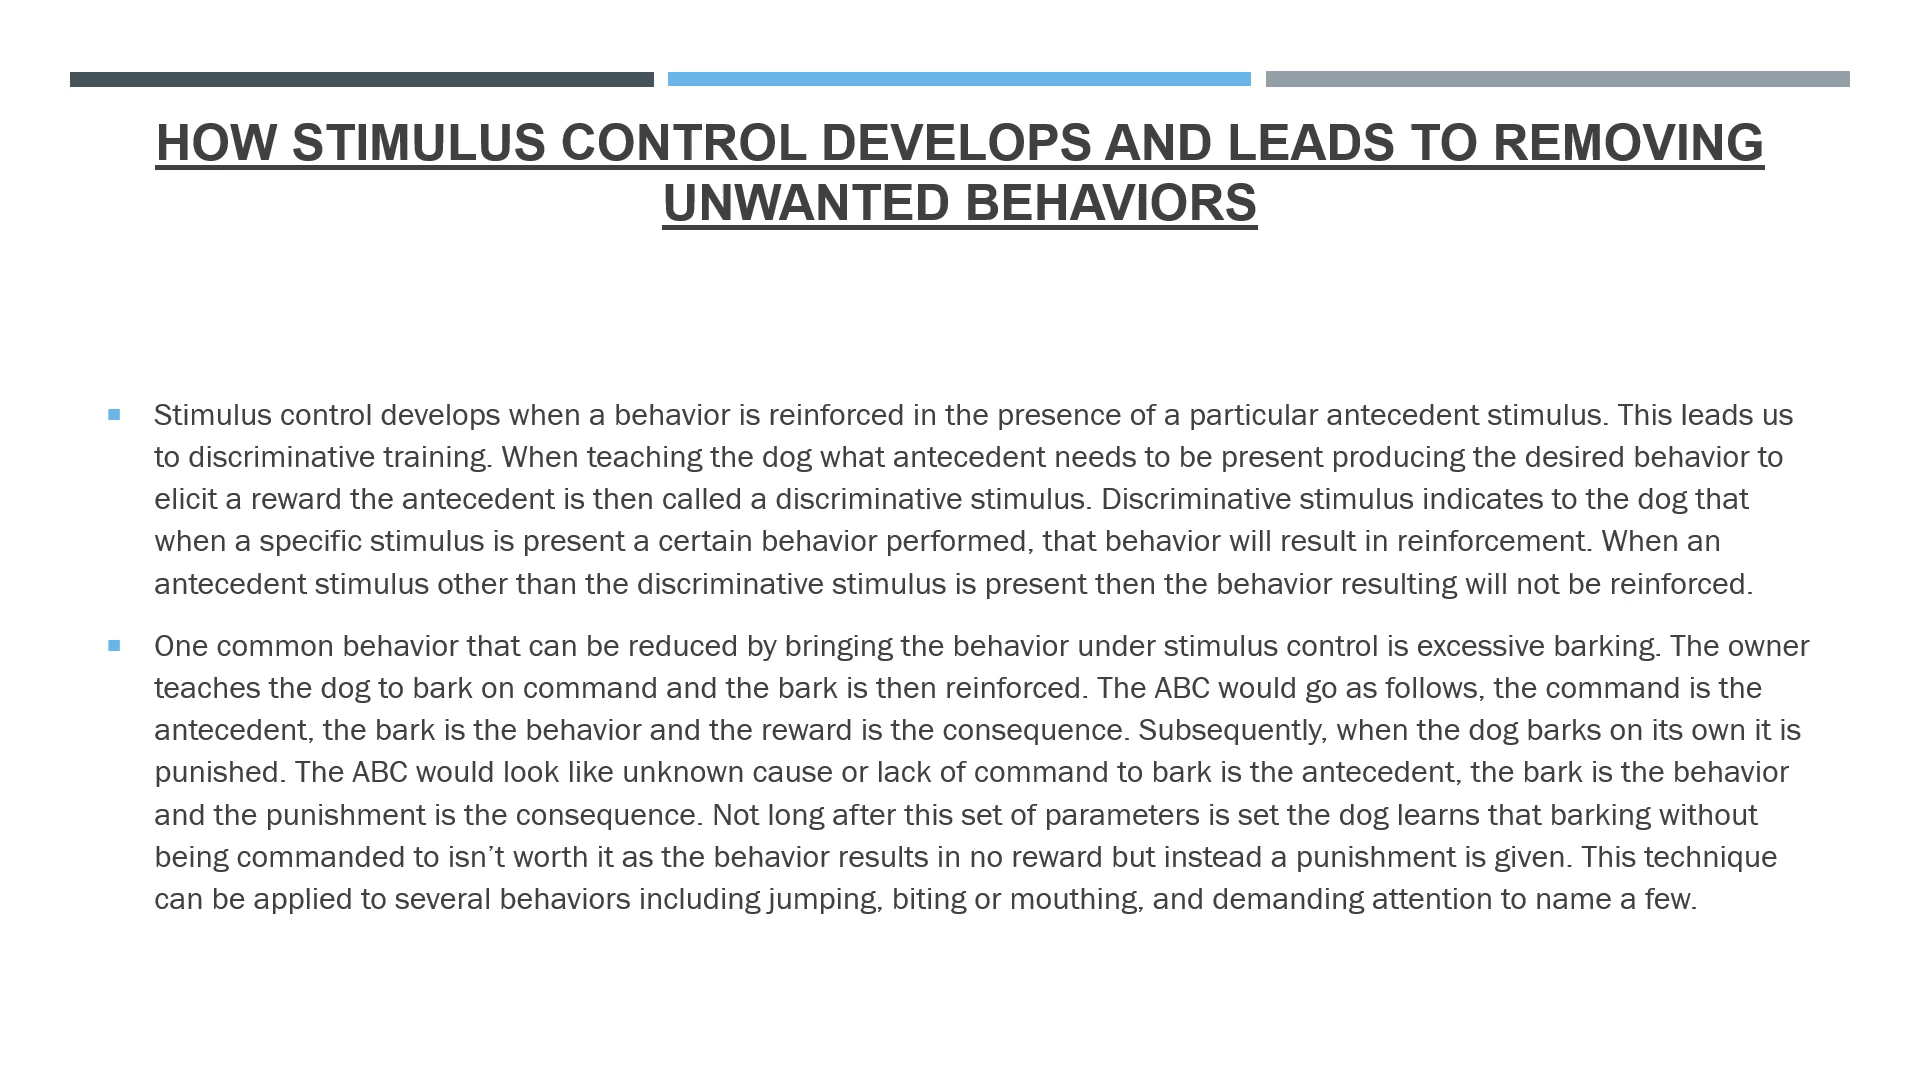 HOW STIMULUS CONTROL DEVELOPS AND LEADS TO REMOVING
UNWANTED BEHAVIORS
Stimulus control develops when a behavior is reinforced in the presence of a particular antecedent stimulus. This leads us
to discriminative training. When teaching the dog what antecedent needs to be present producing the desired behavior to
elicit a reward the antecedent is then called a discriminative stimulus. Discriminative stimulus indicates to the dog that
when a specific stimulus is present a certain behavior performed, that behavior will result in reinforcement. When an
antecedent stimulus other than the discriminative stimulus is present then the behavior resulting will not be reinforced.
One common behavior that can be reduced by bringing the behavior under stimulus control is excessive barking. The owner
teaches the dog to bark on command and the bark is then reinforced. The ABC would go as follows, the command is the
antecedent, the bark is the behavior and the reward is the consequence. Subsequently, when the dog barks on its own it is
punished. The ABC would look like unknown cause or lack of command to bark is the antecedent, the bark is the behavior
and the punishment is the consequence. Not long after this set of parameters is set the dog learns that barking without
being commanded to isn’t worth it as the behavior results in no reward but instead a punishment is given. This technique
can be applied to several behaviors including jumping, biting or mouthing, and demanding attention to name a few.